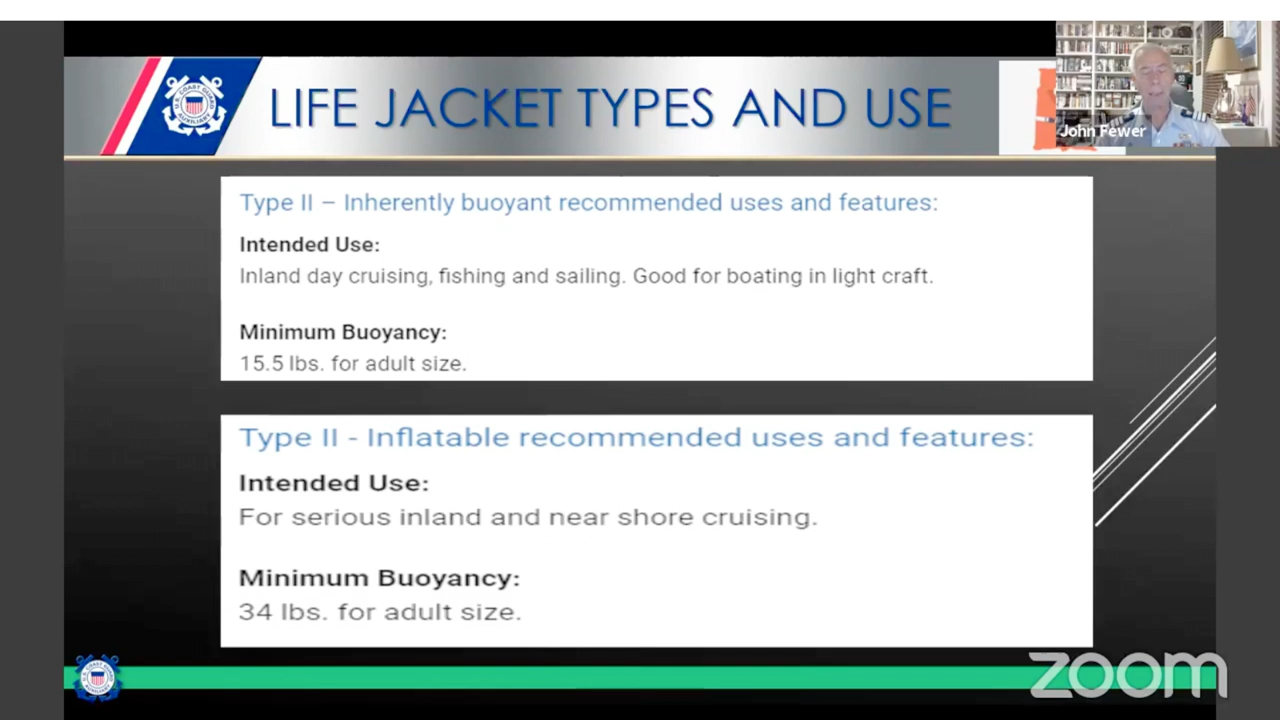 LIFE JACKET TYPES AND USE
John Fewer
Type II – Inherently buoyant recommended uses and features:
Intended Use:
Inland day cruising, fishing and sailing. Good for boating in light craft.
Minimum Buoyancy:
15.5 lbs. for adult size.
Type II - Inflatable recommended uses and features:
Intended Use:
For serious inland and near shore cruising.
Minimum Buoyancy:
34 lbs. for adult size.
U.S. COAST GUARD
AUXILIARY
zoom